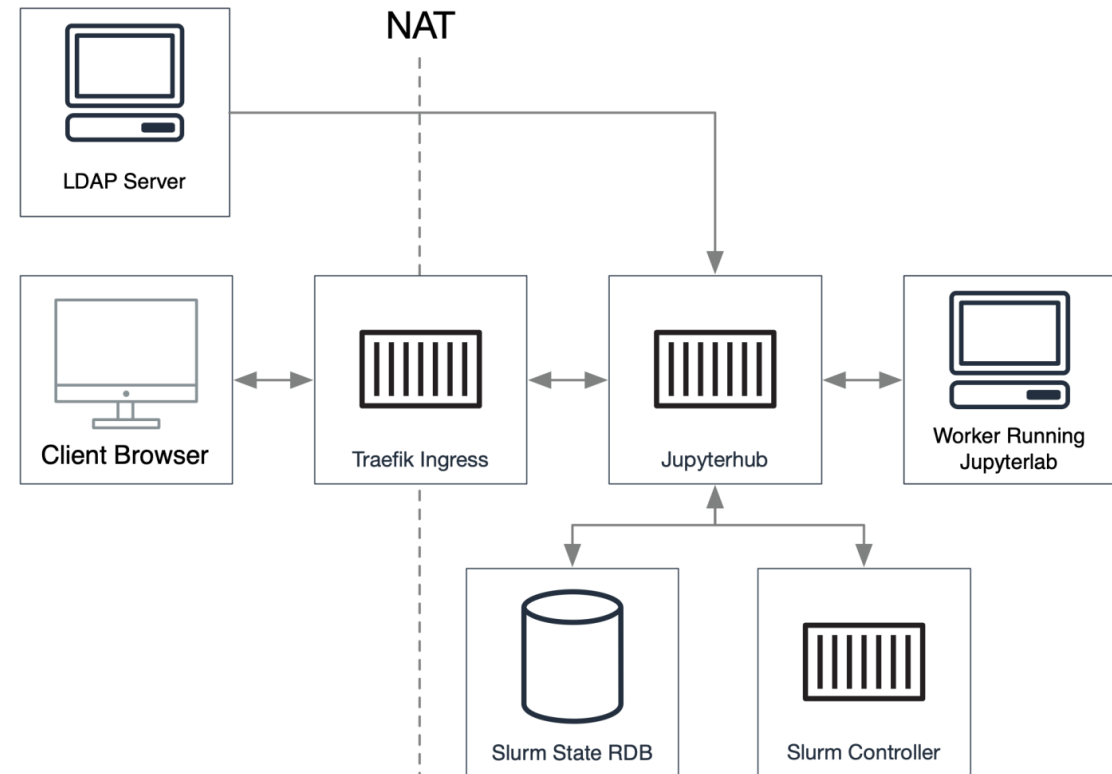 NAT
LDAP Server
Client Browser
Traefik Ingress
Jupyterhub
Worker Running
Jupyterlab
Slurm State RDB
Slurm Controller